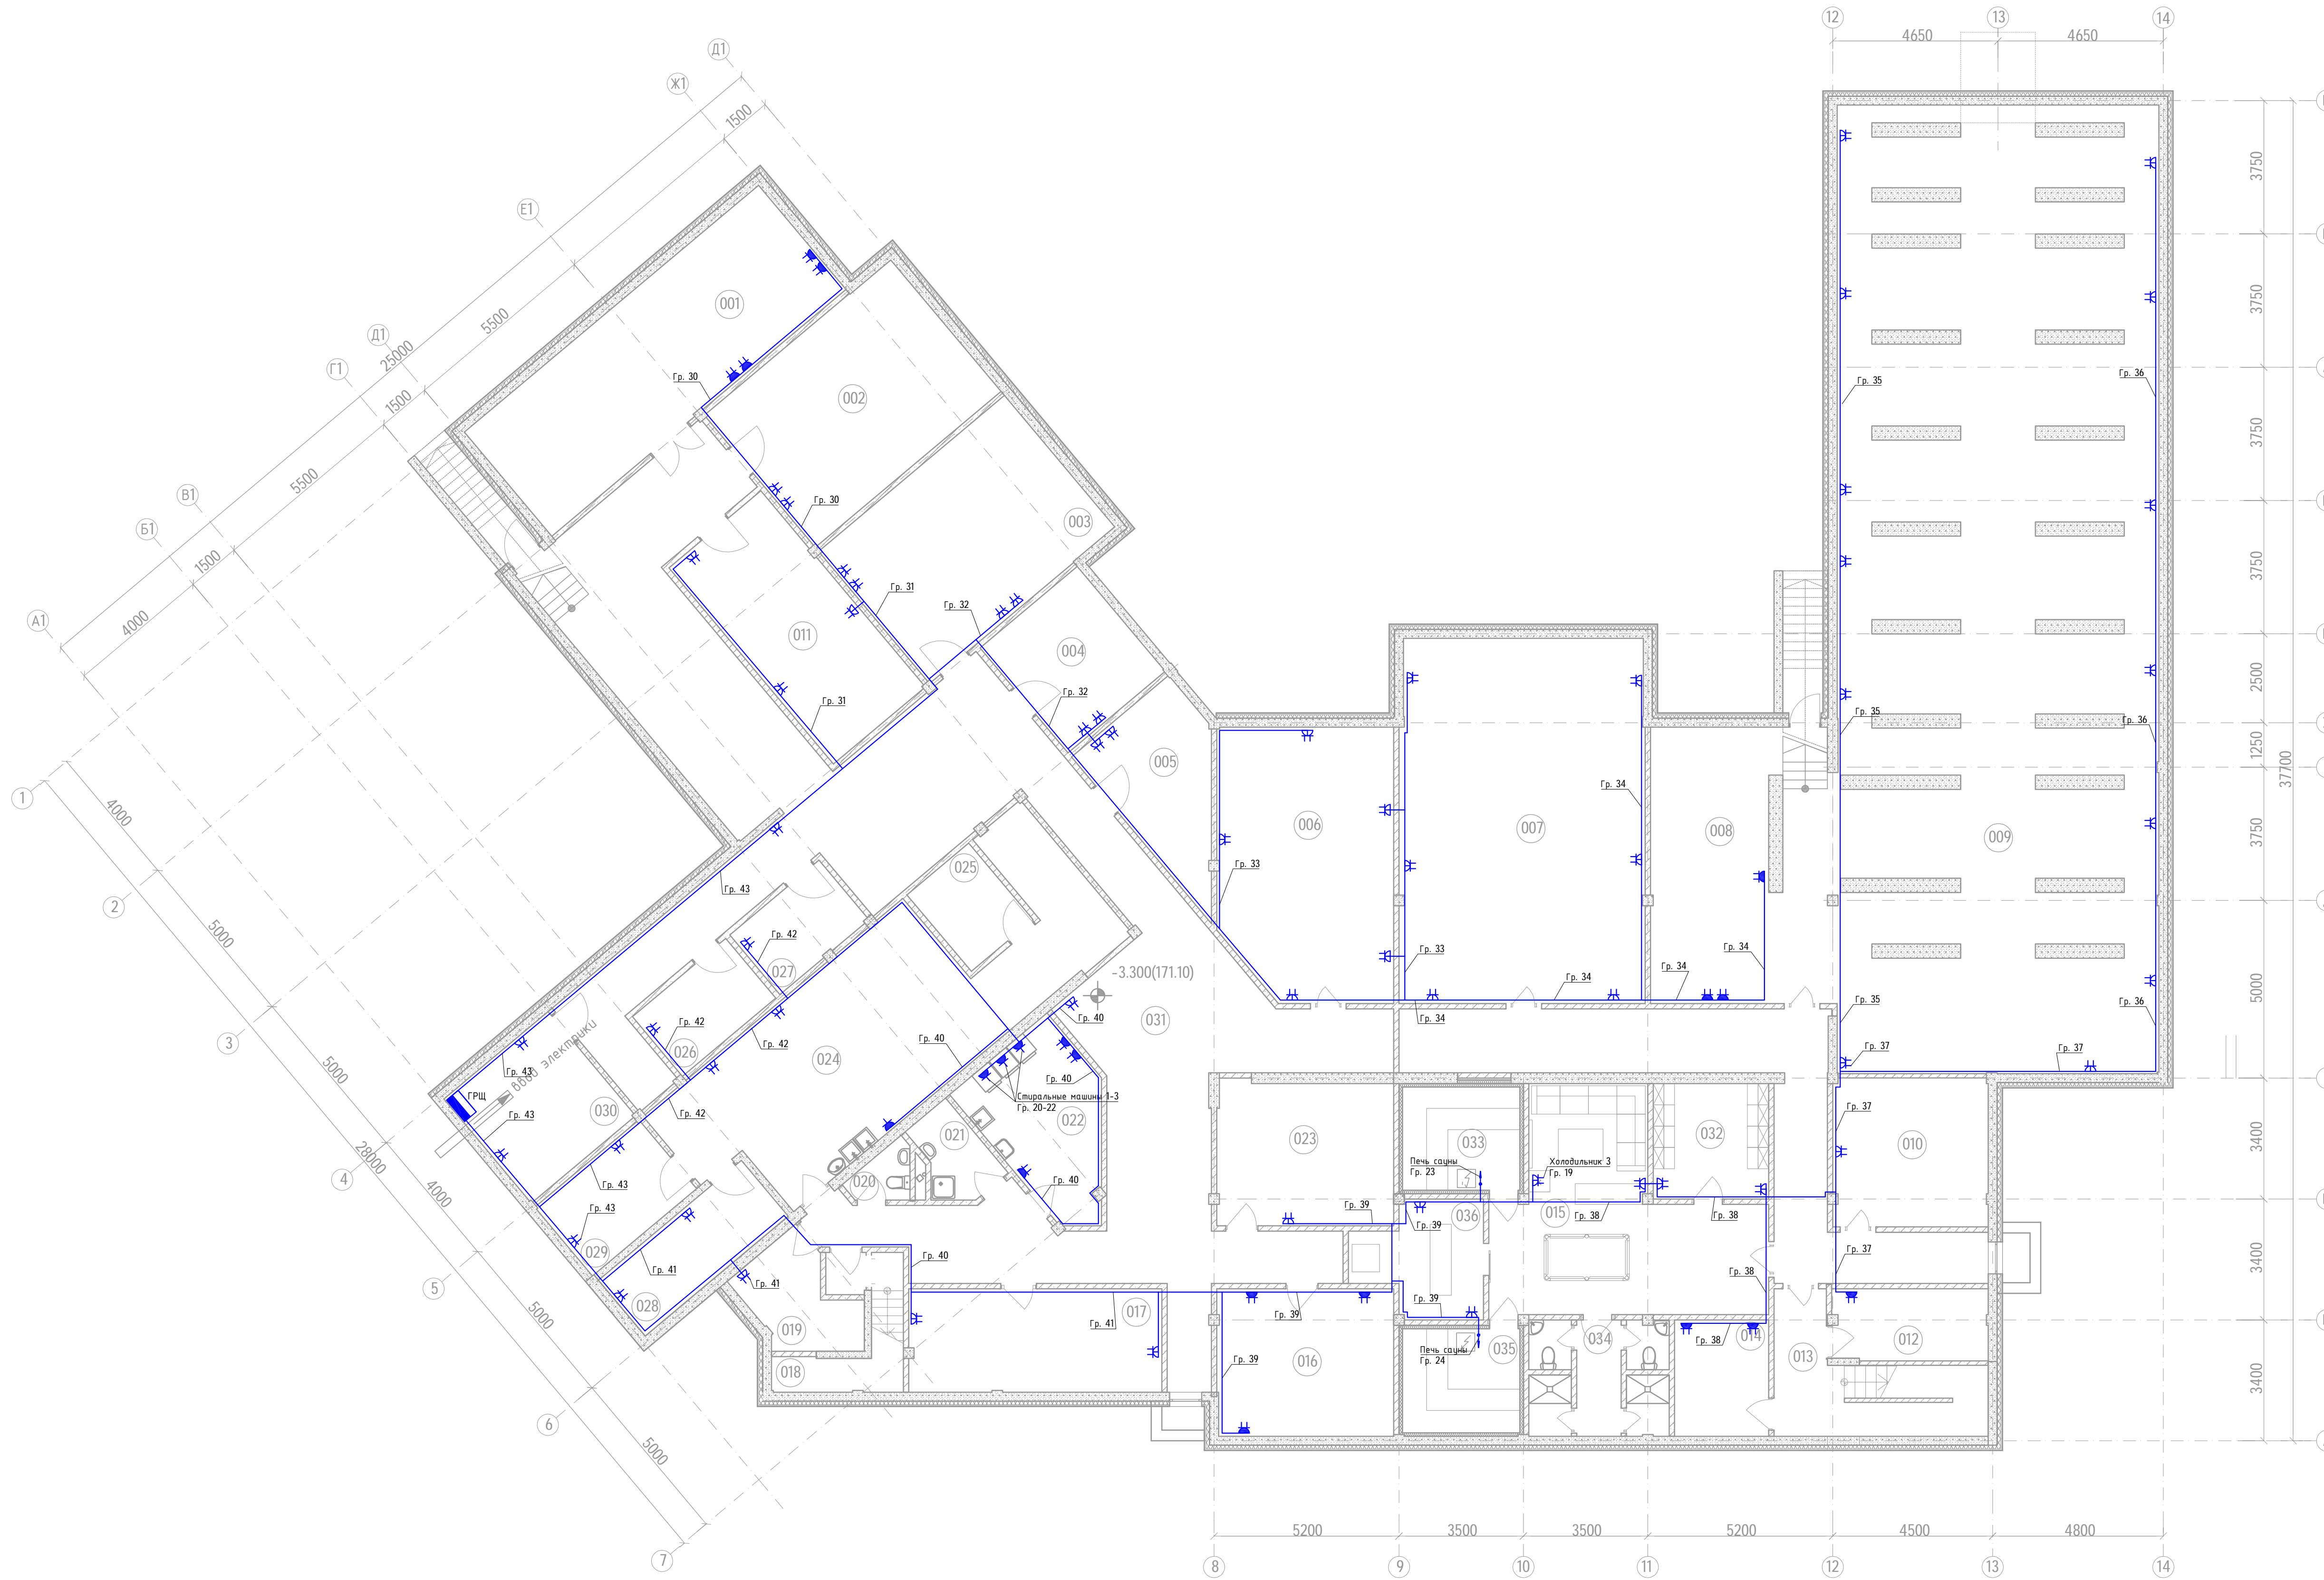 12
13
14
4650
4650
Д1
Ж1
1500
Е1
5500
Д1
25000
Г1
1500
В1
5500
Б1
1500
А1
4000
3750
3750
3750
3750
2500
1250
3750
5000
3400
3400
3400
37700
1
2
3
4
5
6
7
4000
5000
5000
28000
4000
5000
5000
001
Гр. 30
002
Гр. 30
003
Гр. 31
Гр. 32
011
004
Гр. 32
Гр. 31
005
Гр. 35
Гр. 36
Гр. 35
Гр. 36
009
Гр. 35
Гр. 36
Гр. 37
Гр. 37
006
Гр. 33
Гр. 33
007
Гр. 34
Гр. 34
Гр. 34
008
Гр. 34
Гр. 34
025
Гр. 43
Гр. 42
027
-3.300(171.10)
031
Гр. 42
026
Гр. 42
024
Гр. 40
Гр. 40
Гр. 40
ввод электрики
Гр. 43
ГРЩ
Гр. 43
030
Гр. 42
Стиральные машины 1-3
Гр. 20-22
022
021
020
Гр. 40
Гр. 43
Гр. 43
029
Гр. 41
028
Гр. 41
Гр. 40
019
018
017
Гр. 41
023
033
Печь сауны
Гр. 23
Холодильник 3
Гр. 19
032
Гр. 37
010
Гр. 39
Гр. 39
036
015
Гр. 38
Гр. 38
Гр. 37
Гр. 38
Гр. 39
Гр. 39
Гр. 39
016
Печь сауны
Гр. 24
035
034
Гр. 38
014
013
012
5200
3500
3500
5200
4500
4800
8
9
10
11
12
13
14